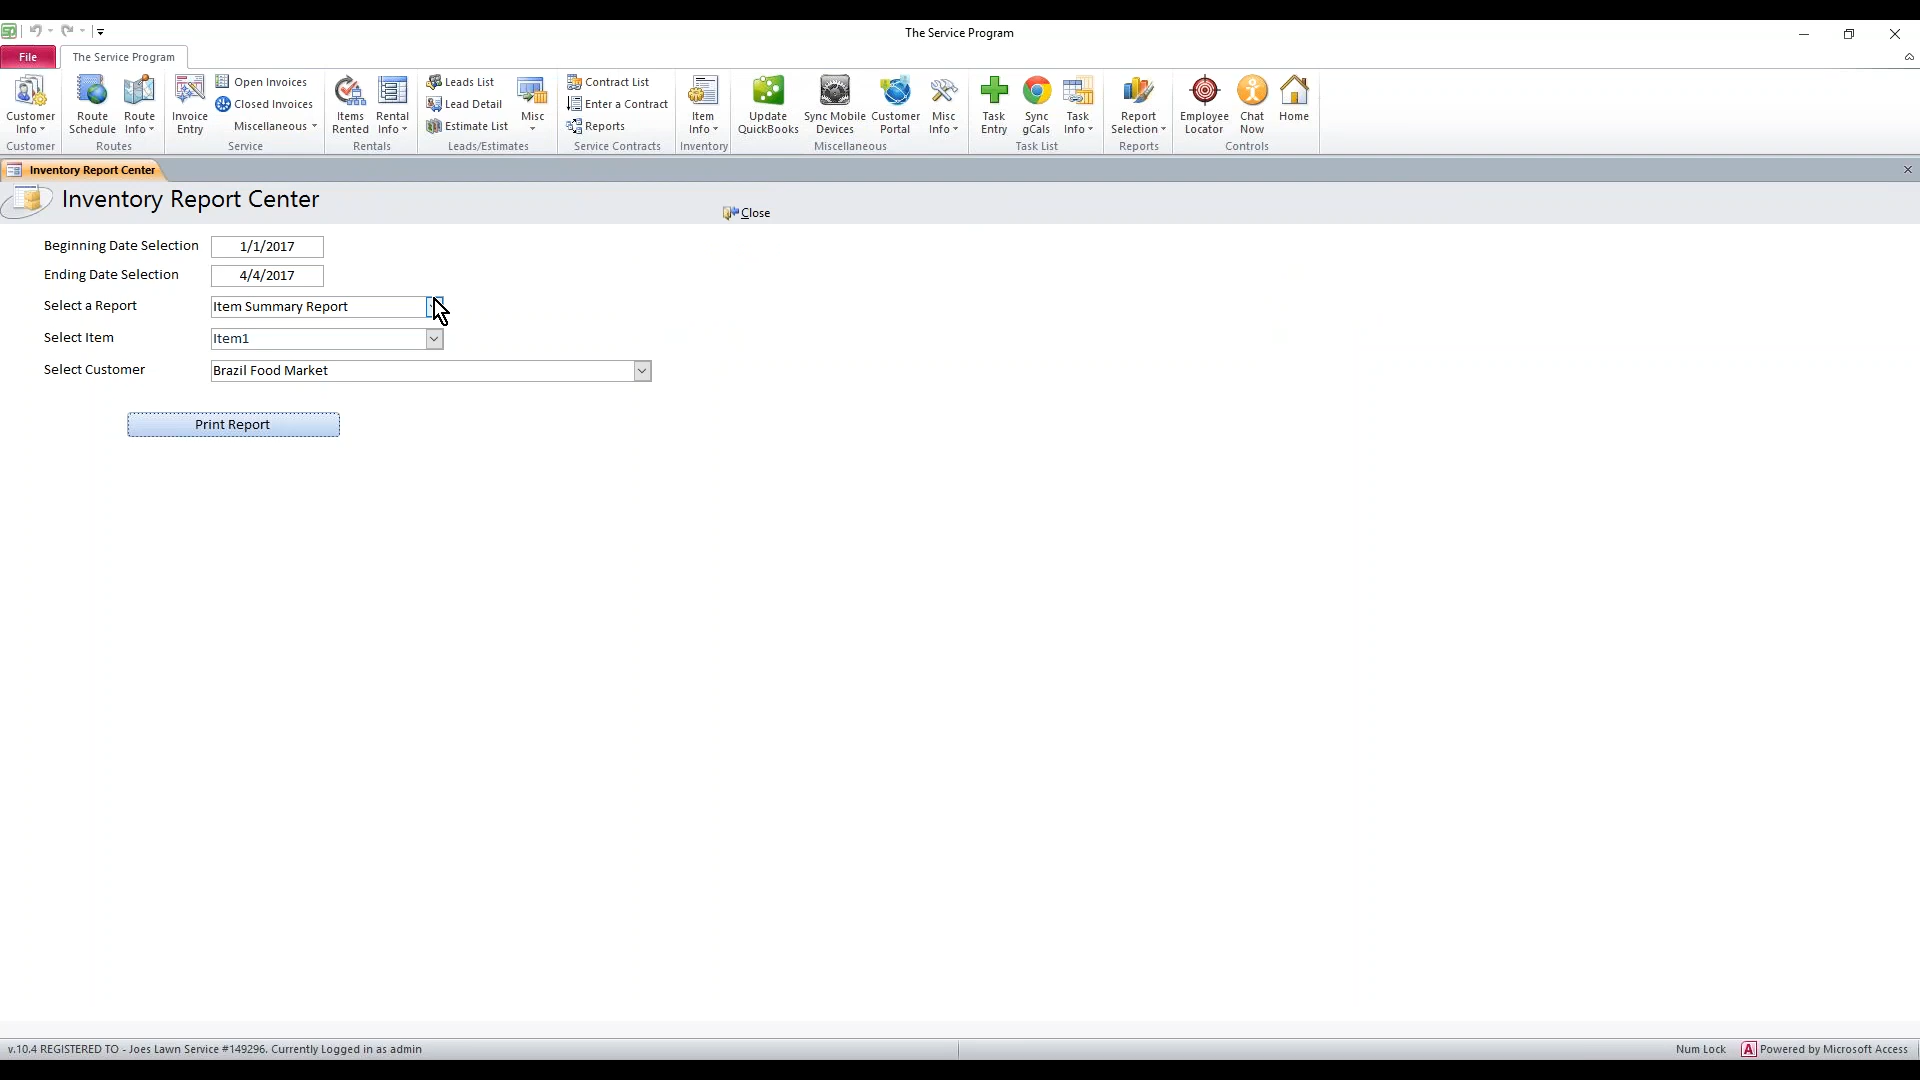 The Service Program
File
The Service Program
Customer Info
Customer
Route Schedule
Route Info
Routes
Invoice Entry
Open Invoices
Closed Invoices
Miscellaneous
Service
Items Rented
Rental Info
Rentals
Leads List
Lead Detail
Estimate List
Misc
Leads/Estimates
Contract List
Enter a Contract
Reports
Service Contracts
Item Info
Inventory
Update QuickBooks
Sync Mobile Devices
Customer Portal
Misc Info
Miscellaneous
Task Entry
Sync gCals
Task Info
Task List
Report Selection
Reports
Employee Locator
Chat Now
Home
Controls
Inventory Report Center
Inventory Report Center
Close
Beginning Date Selection 1/1/2017
Ending Date Selection 4/4/2017
Select a Report Item Summary Report
Select Item Item1
Select Customer Brazil Food Market
Print Report
v.10.4 REGISTERED TO - Joes Lawn Service #149296. Currently Logged in as admin
Num Lock
Powered by Microsoft Access